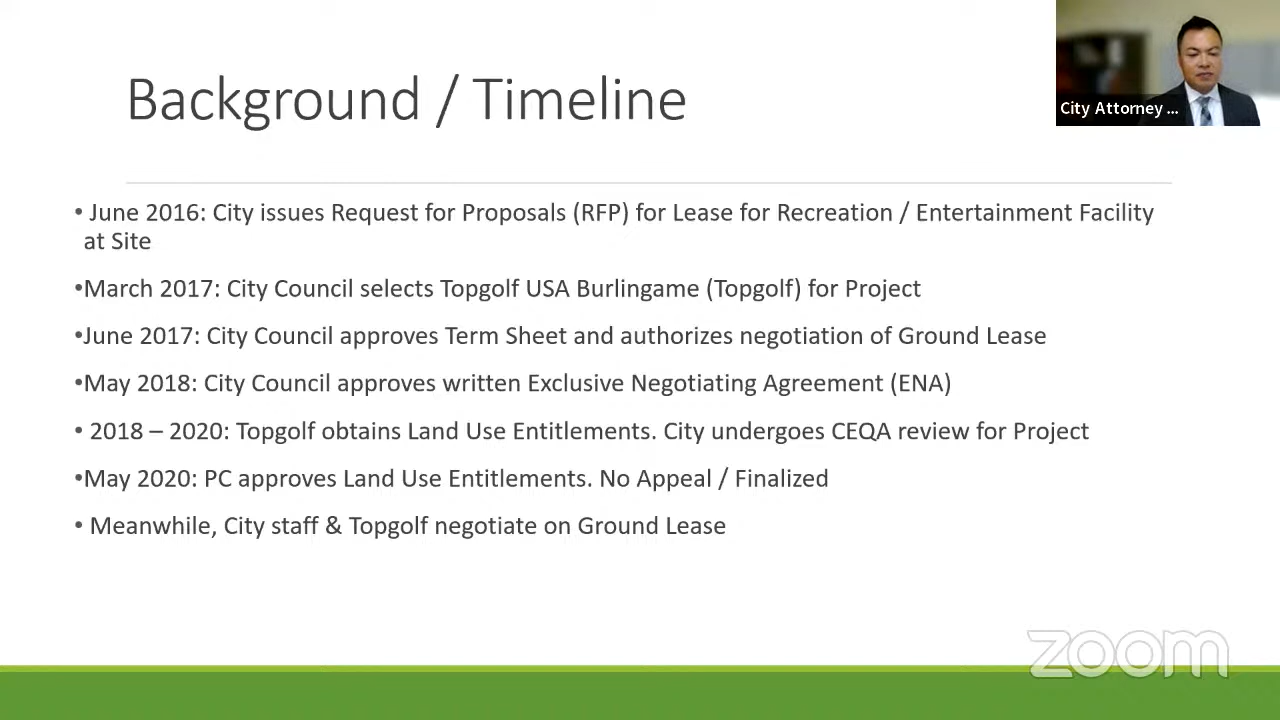 Background / Timeline
City Attorney ...
• June 2016: City issues Request for Proposals (RFP) for Lease for Recreation / Entertainment Facility
at Site
•March 2017: City Council selects Topgolf USA Burlingame (Topgolf) for Project
•June 2017: City Council approves Term Sheet and authorizes negotiation of Ground Lease
•May 2018: City Council approves written Exclusive Negotiating Agreement (ENA)
• 2018 – 2020: Topgolf obtains Land Use Entitlements. City undergoes CEQA review for Project
•May 2020: PC approves Land Use Entitlements. No Appeal / Finalized
• Meanwhile, City staff & Topgolf negotiate on Ground Lease
zoom